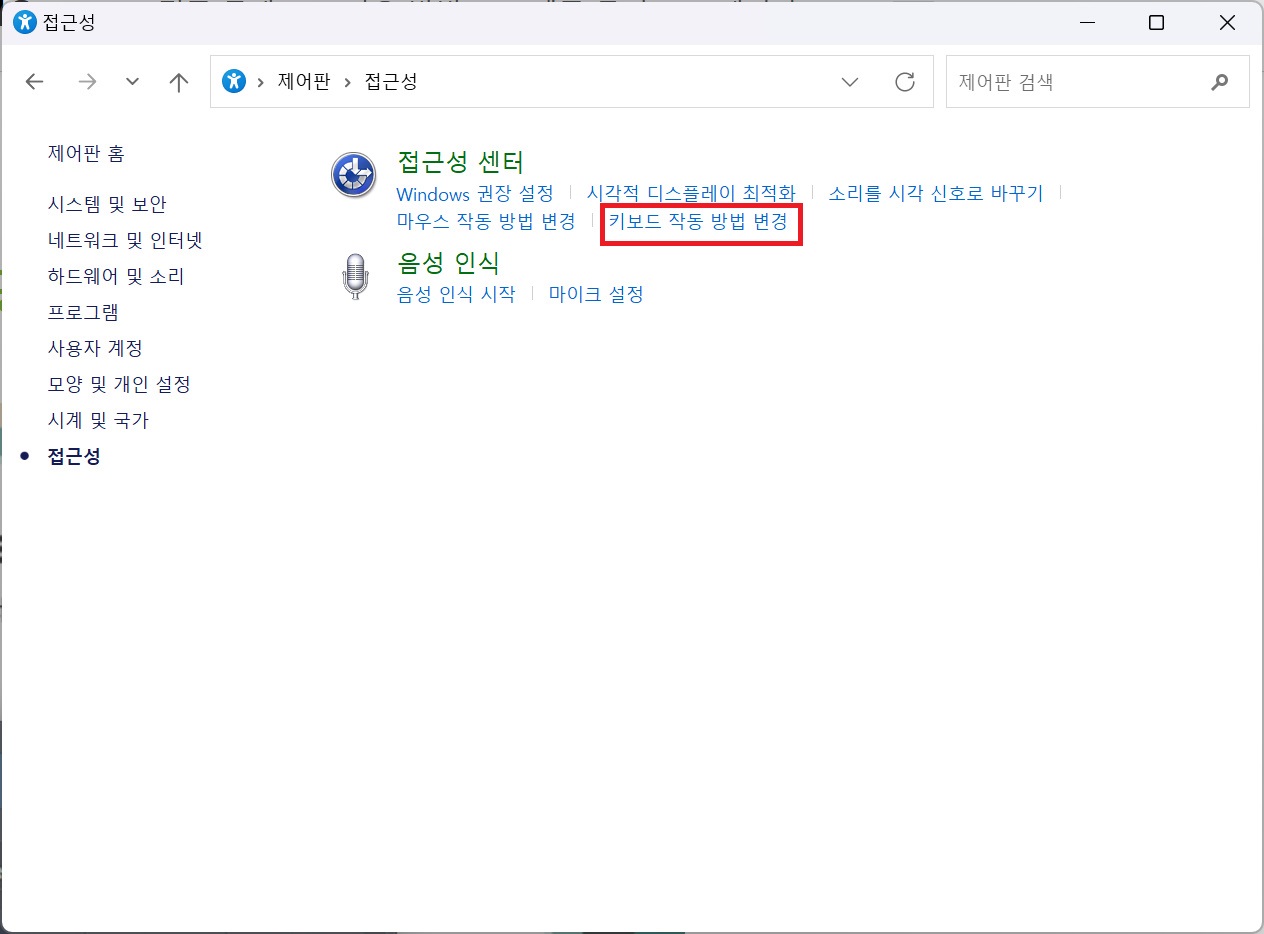 접근성
제어판 접근성
제어판 검색
제어판 홈
시스템 및 보안
네트워크 및 인터넷
하드웨어 및 소리
프로그램
사용자 계정
모양 및 개인 설정
시계 및 국가
접근성
접근성 센터
Windows 권장 설정 시각적 디스플레이 최적화 소리를 시각 신호로 바꾸기
마우스 작동 방법 변경 키보드 작동 방법 변경
음성 인식
음성 인식 시작 마이크 설정